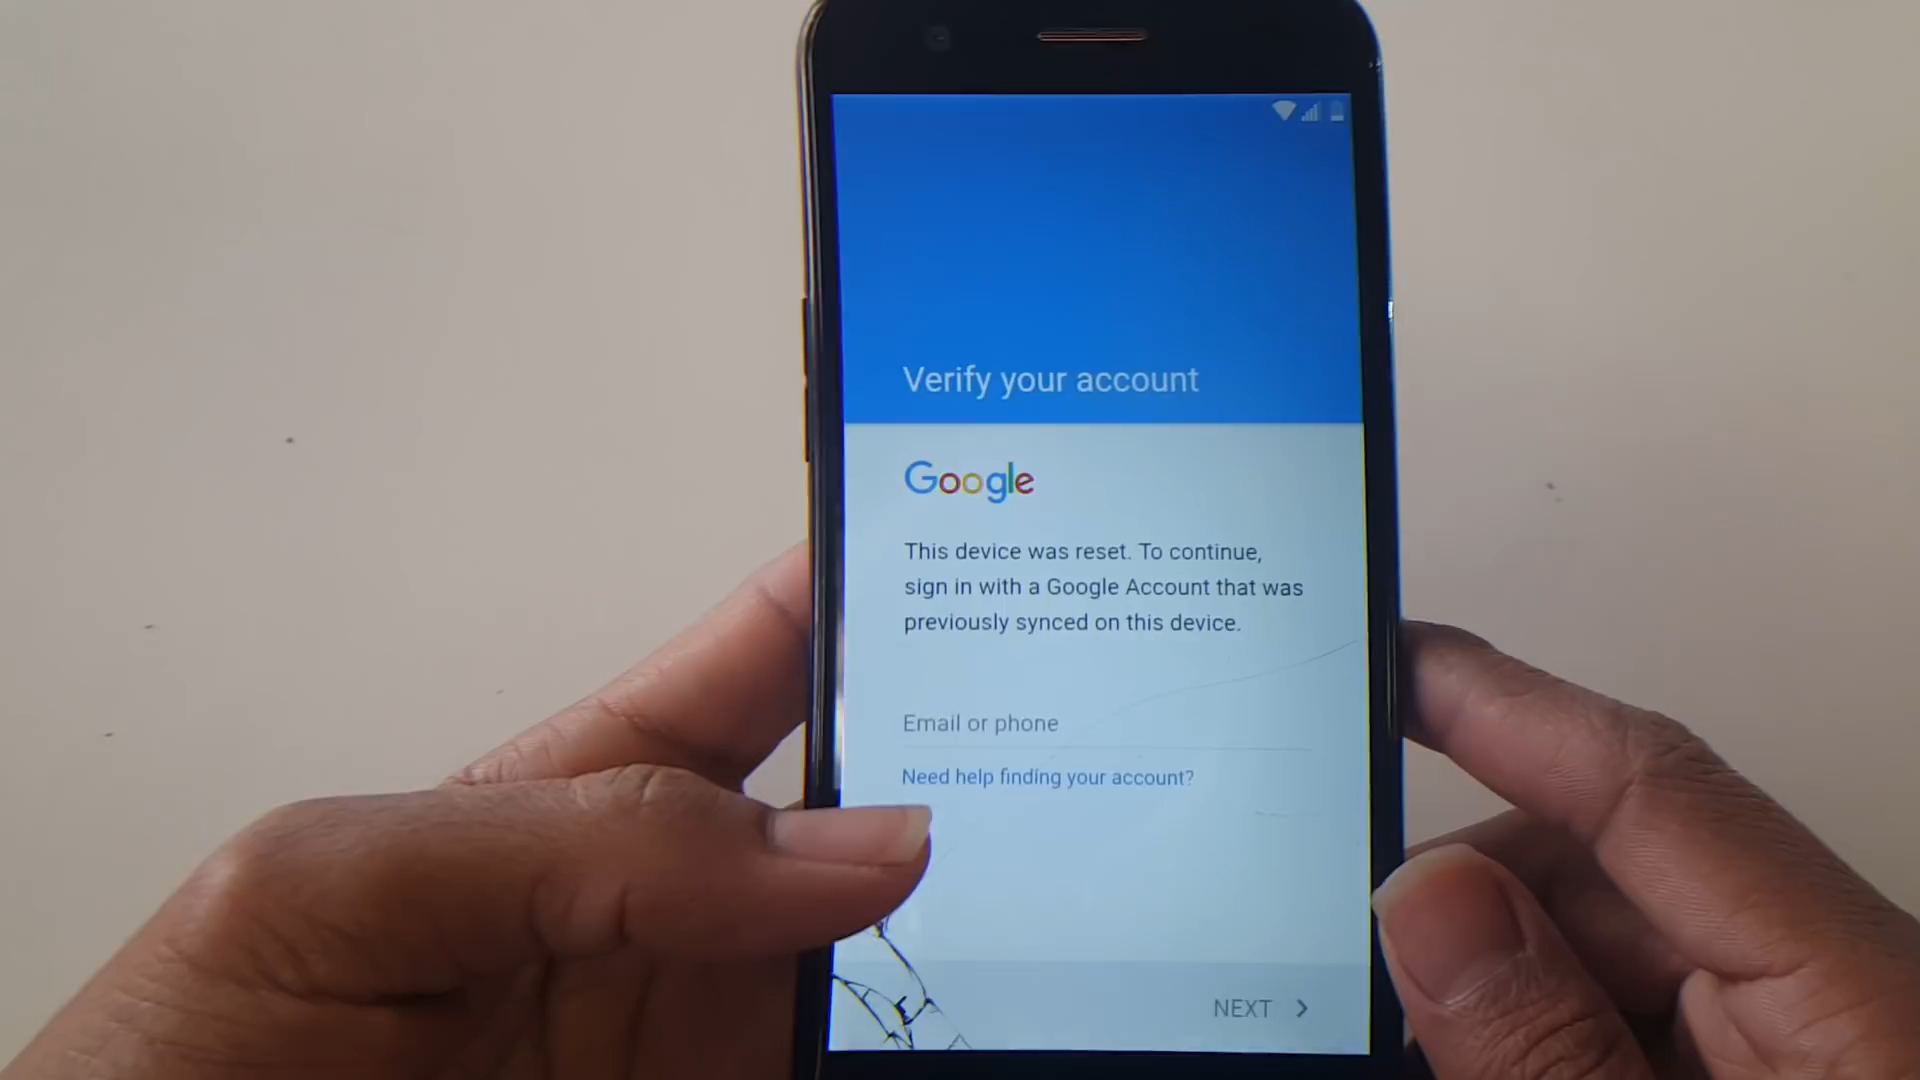 Verify your account
Google
This device was reset. To continue,
sign in with a Google Account that was
previously synced on this device.
Email or phone
Need help finding your account?
NEXT